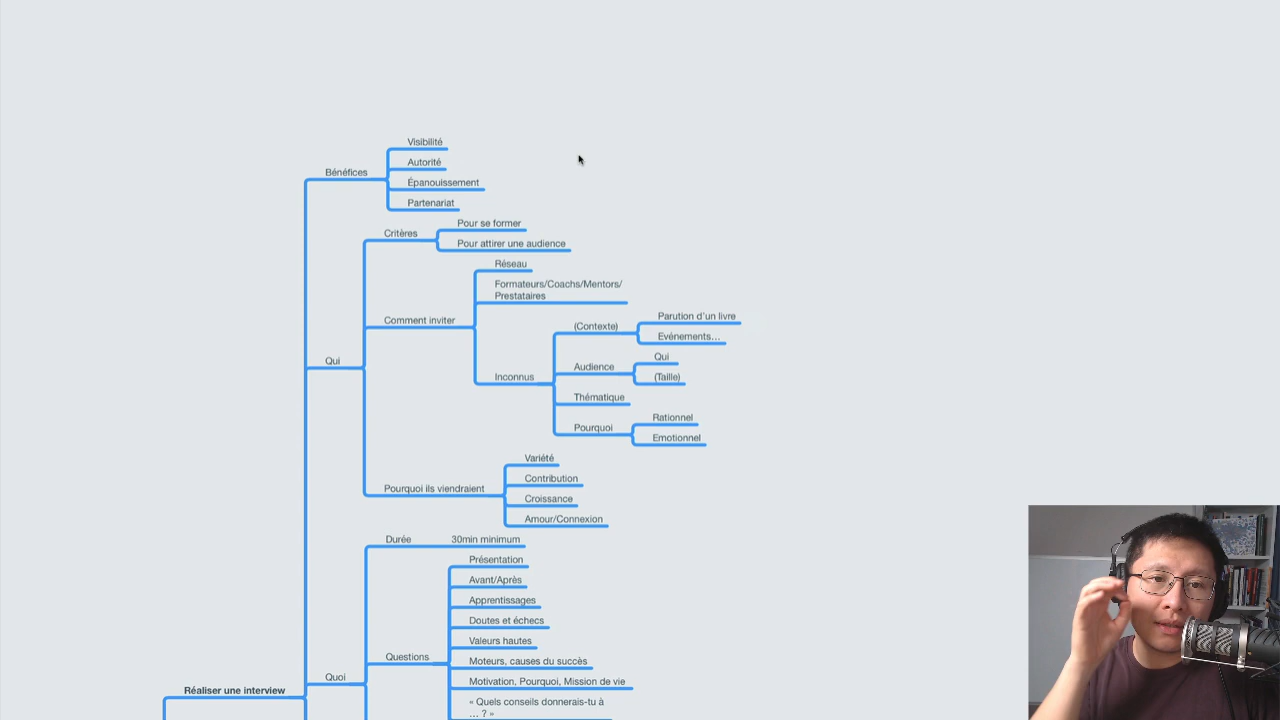 Visibilité
Bénéfices
Autorité
Épanouissement
Partenariat
Critères
Pour se former
Pour attirer une audience
Comment inviter
Réseau
Formateurs/Coachs/Mentors/
Prestataires
Inconnus
(Contexte)
Parution d'un livre
Evénements...
Audience
Qui
(Taille)
Thématique
Pourquoi
Rationnel
Emotionnel
Qui
Pourquoi ils viendraient
Variété
Contribution
Croissance
Amour/Connexion
Durée
30min minimum
Questions
Présentation
Avant/Après
Apprentissages
Doutes et échecs
Valeurs hautes
Moteurs, causes du succès
Motivation, Pourquoi, Mission de vie
« Quels conseils donnerais-tu à
... ? »
Quoi
Réaliser une interview